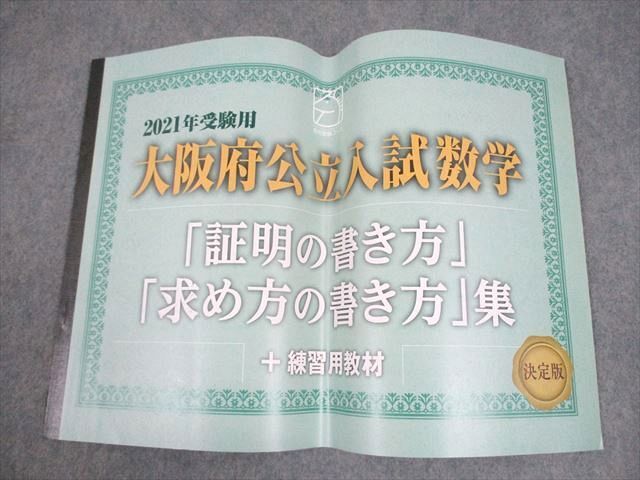 2021年受験用
大阪府公立入試数学
「証明の書き方」
「求め方の書き方」集
＋練習用教材
決定版